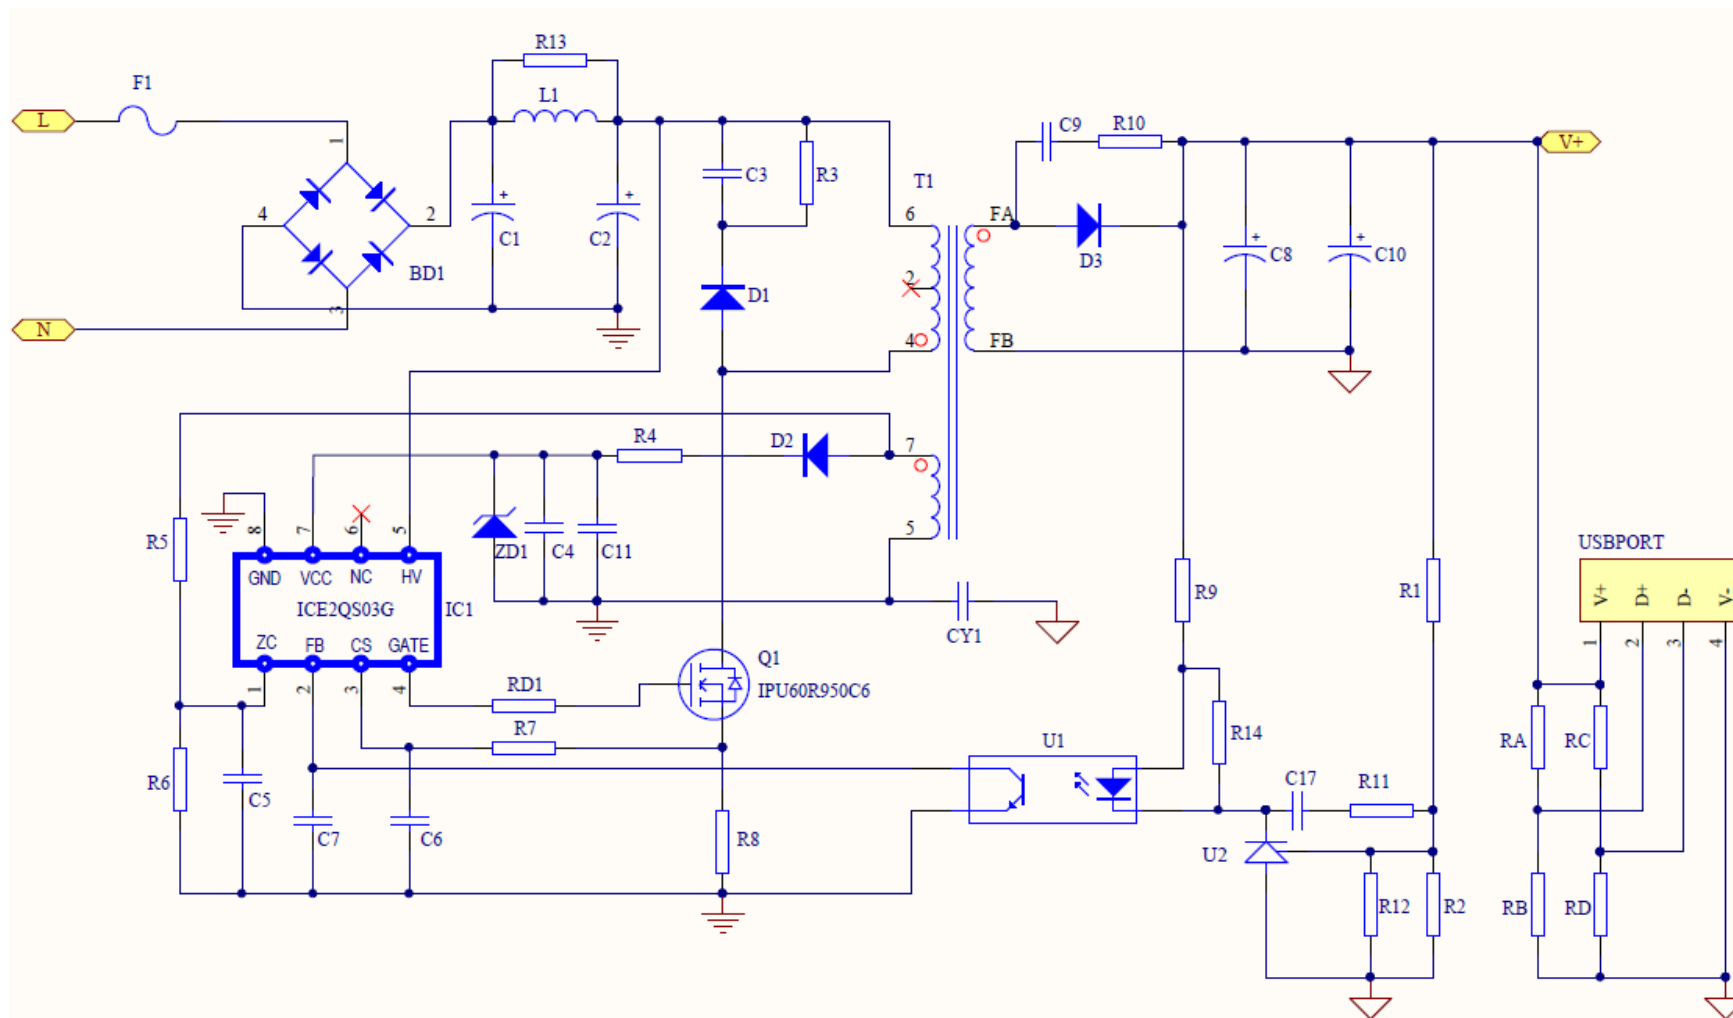 R13
F1
L1
L
C9
R10
V+
1
C3
R3
T1
4
2
6
FA
C1
C2
C8
C10
BD1
D3
2
D1
3
N
4
FB
R4
D2
7
R5
8
7
6
5
5
ZD1
C4
C11
USBPORT
GND
VCC
NC
HV
R9
R1
V+
D+
D-
V-
ICE2QS03G
IC1
CY1
ZC
FB
CS
GATE
1
2
3
4
1
2
3
4
Q1
IPU60R950C6
RD1
R7
R14
U1
RA
RC
R6
C5
C17
R11
C7
C6
R8
U2
R12
R2
RB
RD